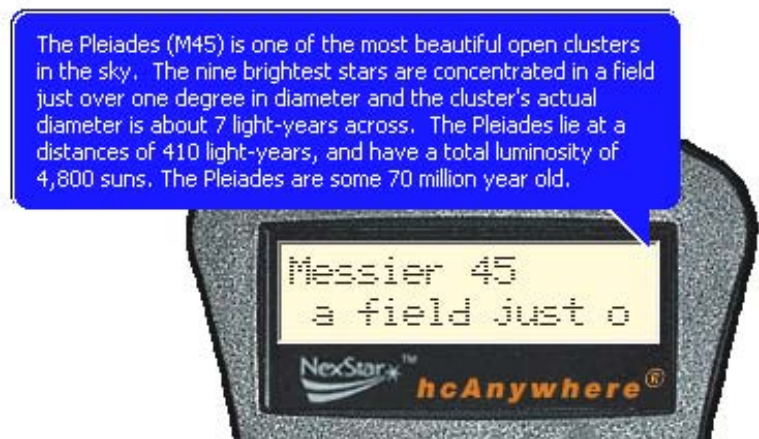 The Pleiades (M45) is one of the most beautiful open clusters
in the sky.  The nine brightest stars are concentrated in a field
just over one degree in diameter and the cluster's actual
diameter is about 7 light-years across.  The Pleiades lie at a
distances of 410 light-years, and have a total luminosity of
4,800 suns. The Pleiades are some 70 million year old.
Messier 45
a field just o
NexStar™
hcAnywhere®